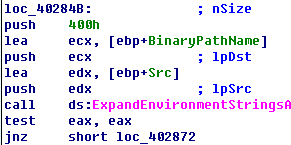 loc_40284B: ; nSize
push 400h
lea ecx, [ebp+BinaryPathName]
push ecx ; lpDst
lea edx, [ebp+Src]
push edx ; lpSrc
call ds:ExpandEnvironmentStringsA
test eax, eax
jnz short loc_402872